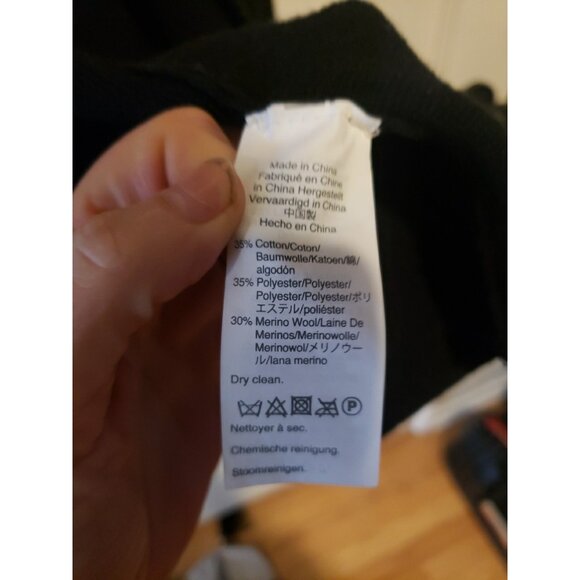 Made in China
Fabriqué en Chine
in China Hergestellt
Vervaardigd in China
中国製
Hecho en China
35% Cotton/Coton/
Baumwolle/Katoen/綿/
algodón
35% Polyester/Polyester/
Polyester/Polyester/ポリ
エステル/poliéster
30% Merino Wool/Laine De
Merinos/Merinowolle/
Merinowol/メリノウー
ル/lana merino
Dry clean.
P
Nettoyer à sec.
Chemische reinigung.
Stoomreinigen.